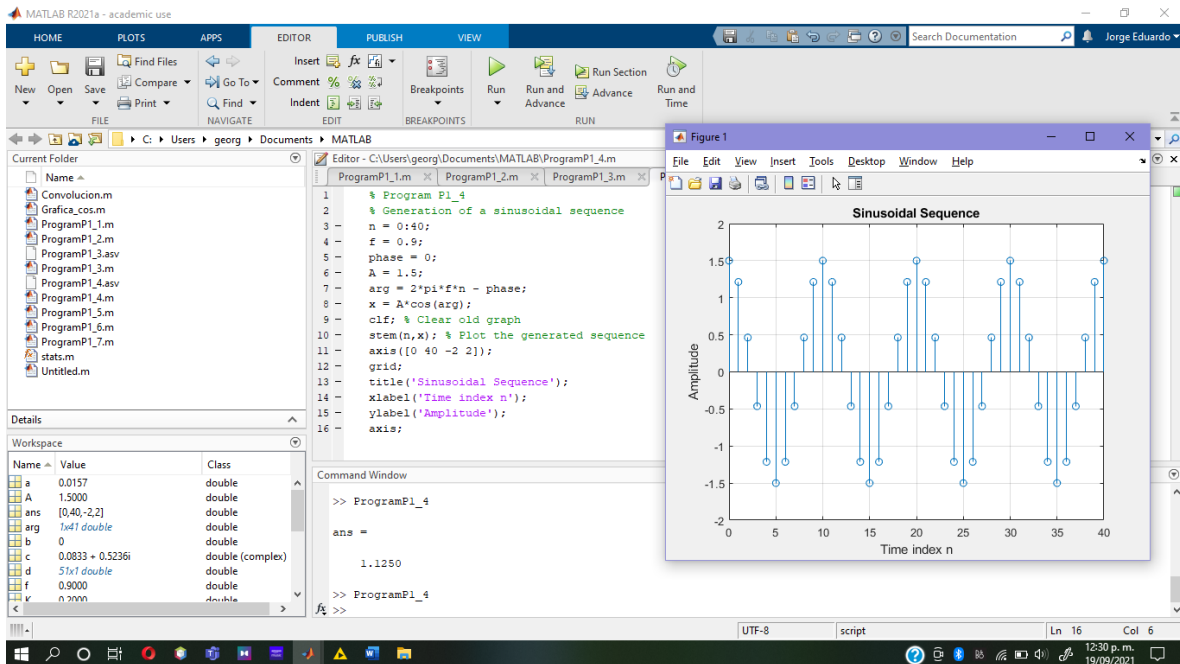 MATLAB R2021a - academic use
HOME PLOTS APPS EDITOR PUBLISH VIEW
Search Documentation
Jorge Eduardo
New Open Save
Find Files
Compare
Print
FILE
Go To
Find
NAVIGATE
Insert fx
Comment %
Indent
EDIT
Breakpoints
BREAKPOINTS
Run
Run and Advance
Run Section
Advance
Run and Time
RUN
C: Users georg Documents MATLAB
Current Folder
Name
Convolucion.m
Grafica_cos.m
ProgramP1_1.m
ProgramP1_2.m
ProgramP1_3.asv
ProgramP1_3.m
ProgramP1_4.asv
ProgramP1_4.m
ProgramP1_5.m
ProgramP1_6.m
ProgramP1_7.m
stats.m
Untitled.m
Details
Workspace
Name Value Class
a 0.0157 double
A 1.5000 double
ans [0,40,-2,2] double
arg 1x41 double double
b 0 double
c 0.0833 + 0.5236i double (complex)
d 51x1 double double
f 0.9000 double
K 0.2000 double
Editor - C:\Users\georg\Documents\MATLAB\ProgramP1_4.m
ProgramP1_1.m ProgramP1_2.m ProgramP1_3.m P
1 % Program P1_4
2 % Generation of a sinusoidal sequence
3 - n = 0:40;
4 - f = 0.9;
5 - phase = 0;
6 - A = 1.5;
7 - arg = 2*pi*f*n - phase;
8 - x = A*cos(arg);
9 - clf; % Clear old graph
10 - stem(n,x); % Plot the generated sequence
11 - axis([0 40 -2 2]);
12 - grid;
13 - title('Sinusoidal Sequence');
14 - xlabel('Time index n');
15 - ylabel('Amplitude');
16 - axis;
Command Window
>> ProgramP1_4
ans =
1.1250
>> ProgramP1_4
fx >>
Figure 1
File Edit View Insert Tools Desktop Window Help
Sinusoidal Sequence
2
1.5
1
0.5
0
-0.5
-1
-1.5
-2
Amplitude
0 5 10 15 20 25 30 35 40
Time index n
UTF-8 script Ln 16 Col 6
12:30 p. m.
19/09/2021